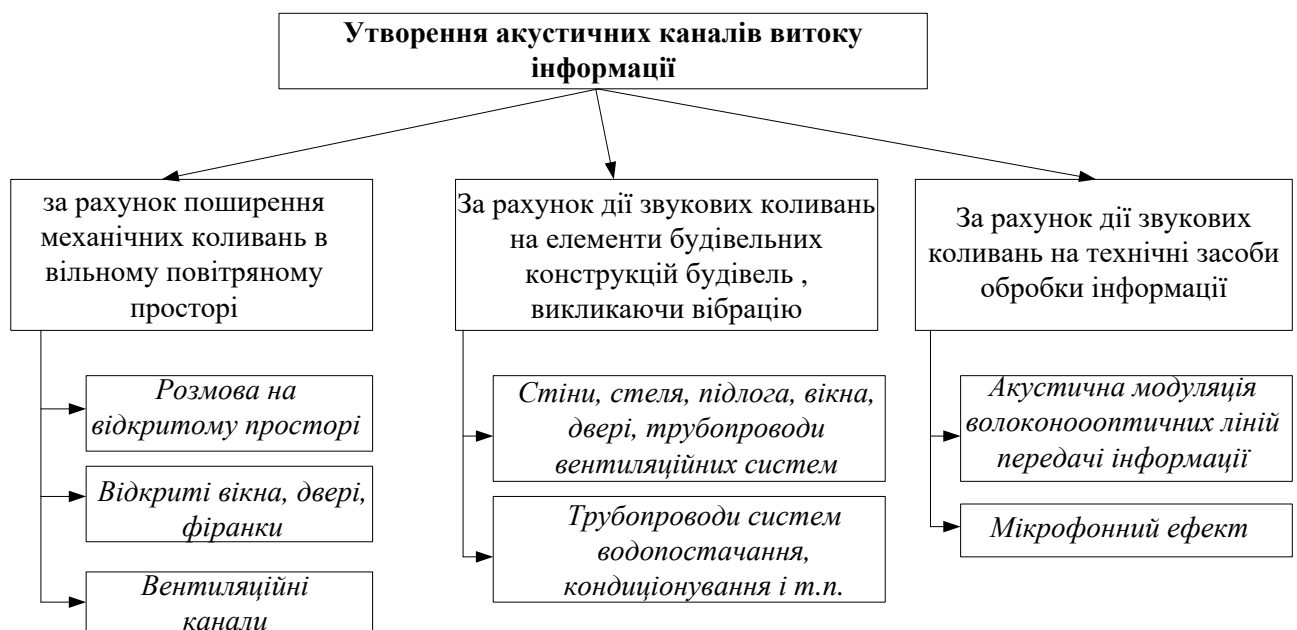 Утворення акустичних каналів витоку
інформації
за рахунок поширення
механічних коливань в
вільному повітряному
просторі
Розмова на
відкритому просторі
Відкриті вікна, двері,
фіранки
Вентиляційні
канали
За рахунок дії звукових коливань
на елементи будівельних
конструкцій будівель ,
викликаючи вібрацію
Стіни, стеля, підлога, вікна,
двері, трубопроводи
вентиляційних систем
Трубопроводи систем
водопостачання,
кондиціонування і т.п.
За рахунок дії звукових
коливань на технічні засоби
обробки інформації
Акустична модуляція
волоконоооптичних ліній
передачі інформації
Мікрофонний ефект